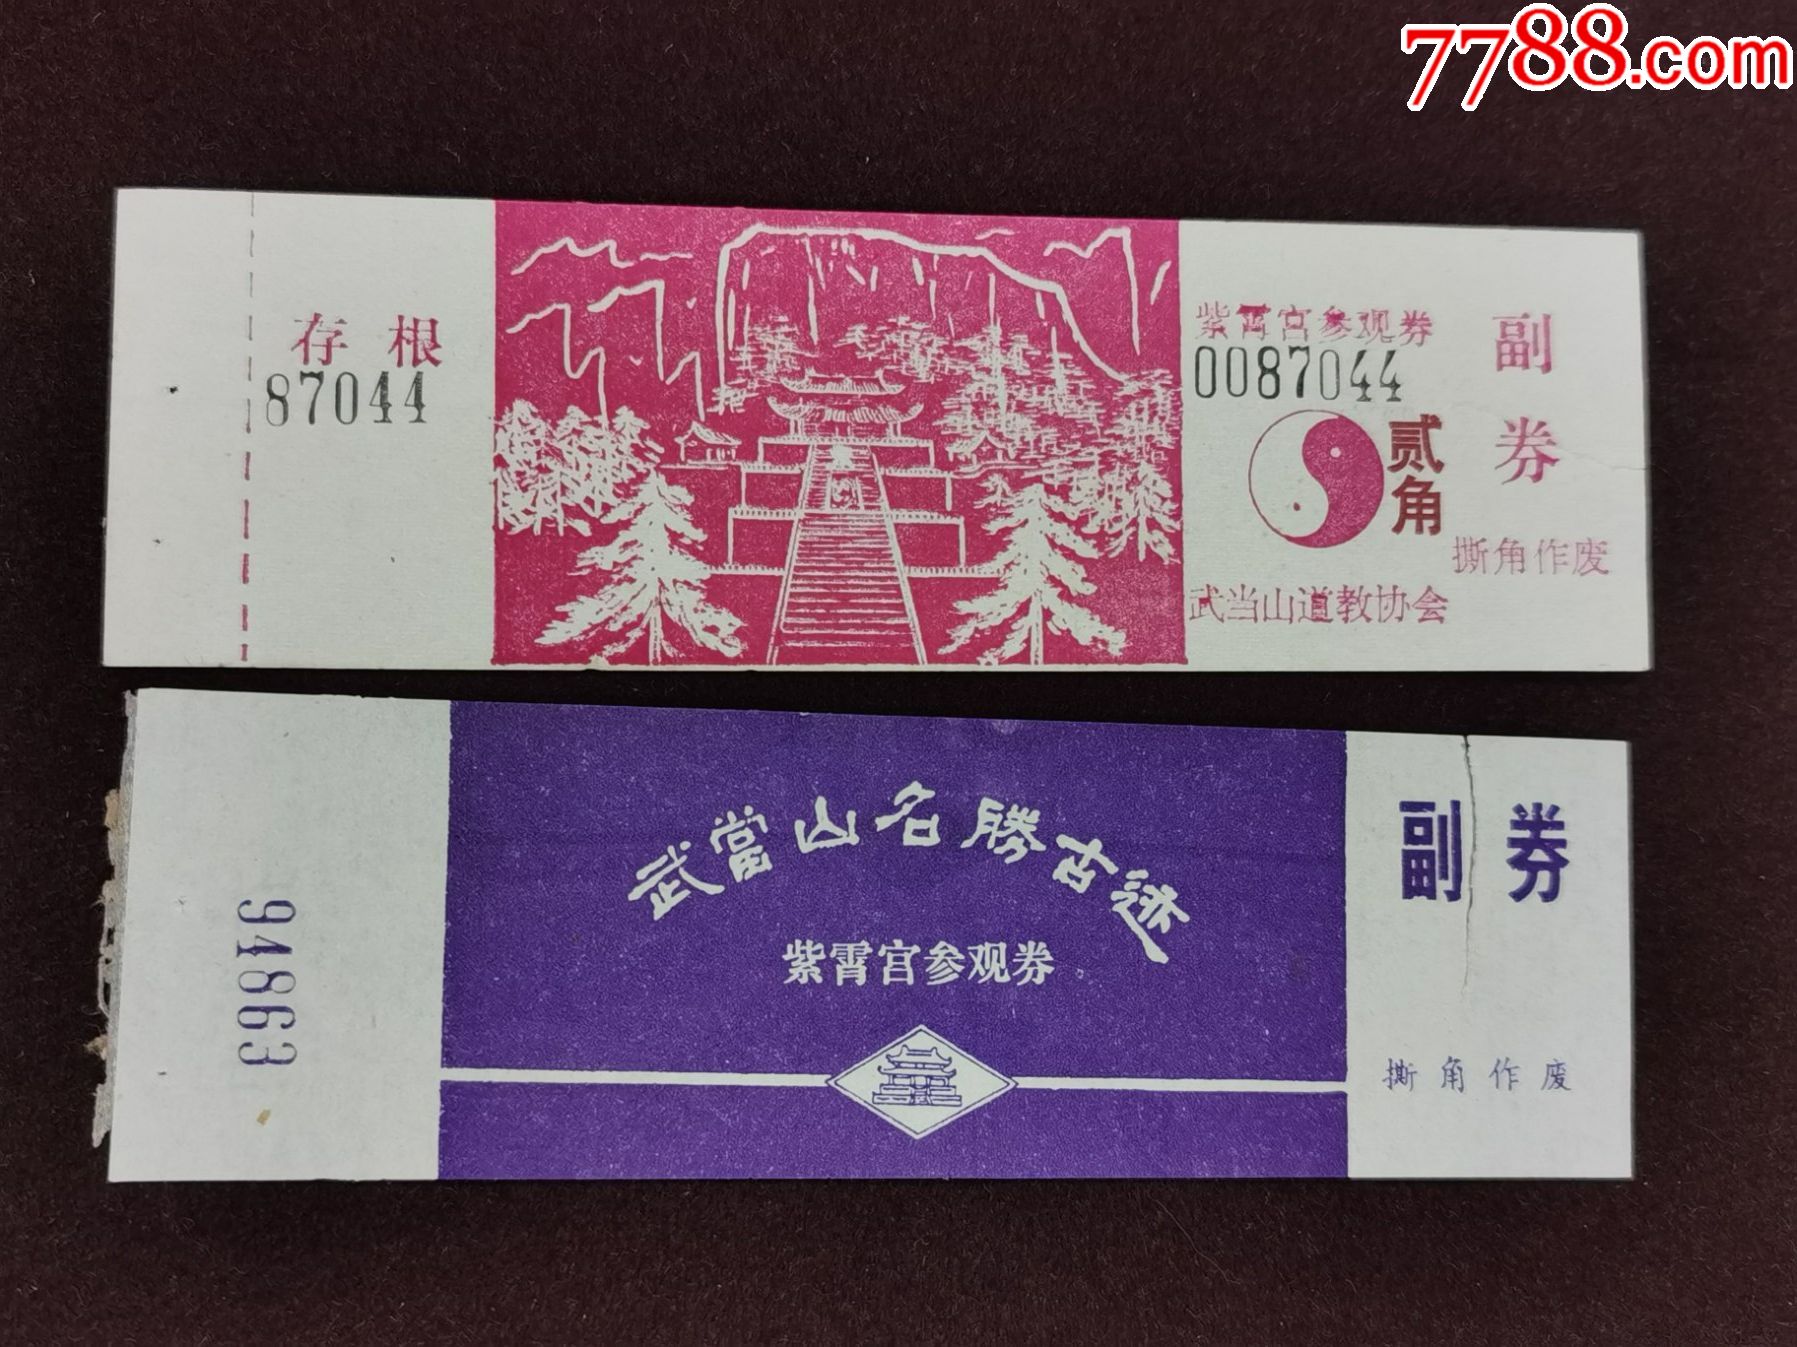 7788.com
存根
87044
紫霄宫参观券
0087044
贰角
武当山道教协会
副券
撕角作废
94863
武當山名勝古迹
紫霄宫参观券
副券
撕角作废